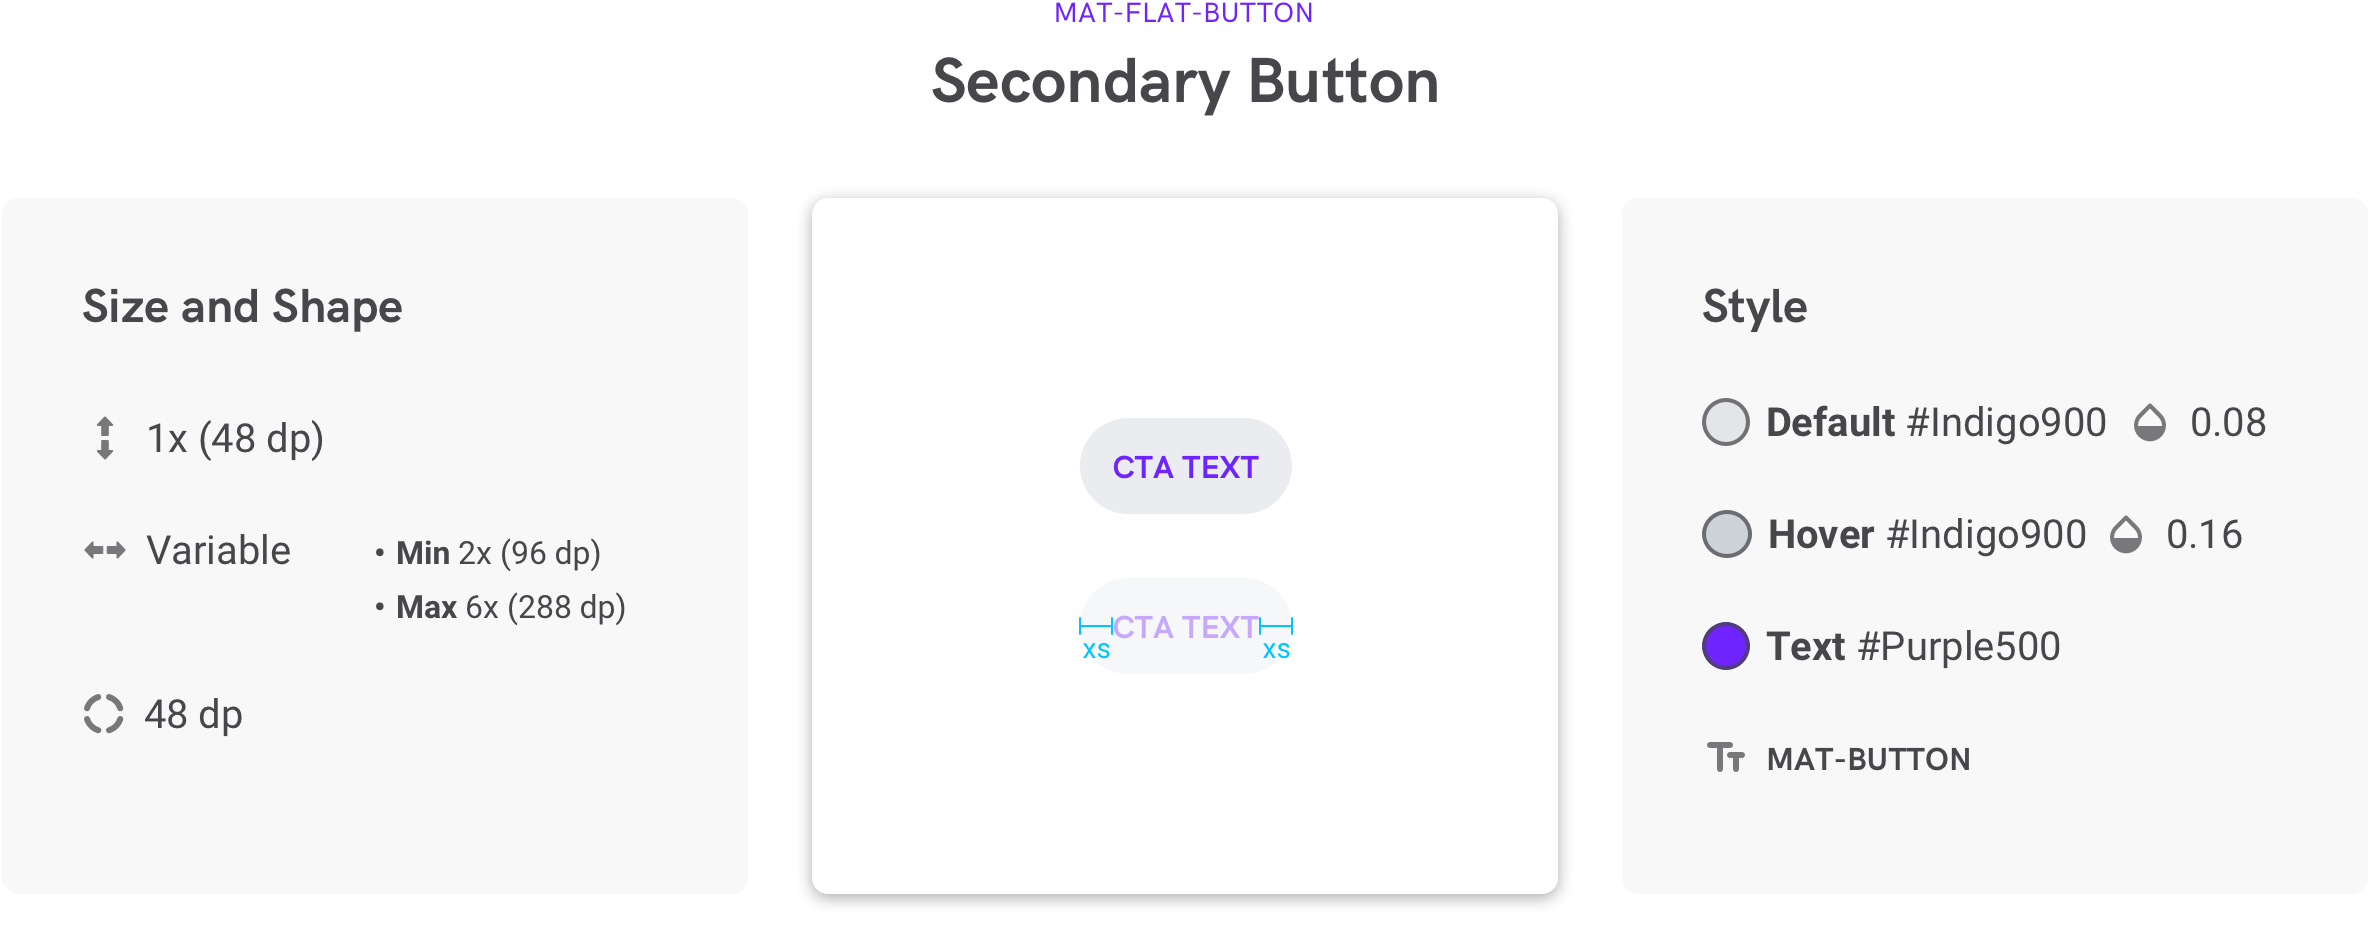 MAT-FLAT-BUTTON
Secondary Button
Size and Shape
1x (48 dp)
Variable
• Min 2x (96 dp)
• Max 6x (288 dp)
48 dp
CTA TEXT
CTA TEXT
XS XS
Style
Default #Indigo900 0.08
Hover #Indigo900 0.16
Text #Purple500
Tт MAT-BUTTON